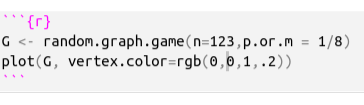 ```{r}
G <- random.graph.game(n=123,p.or.m = 1/8)
plot(G, vertex.color=rgb(0,0,1,.2))
```